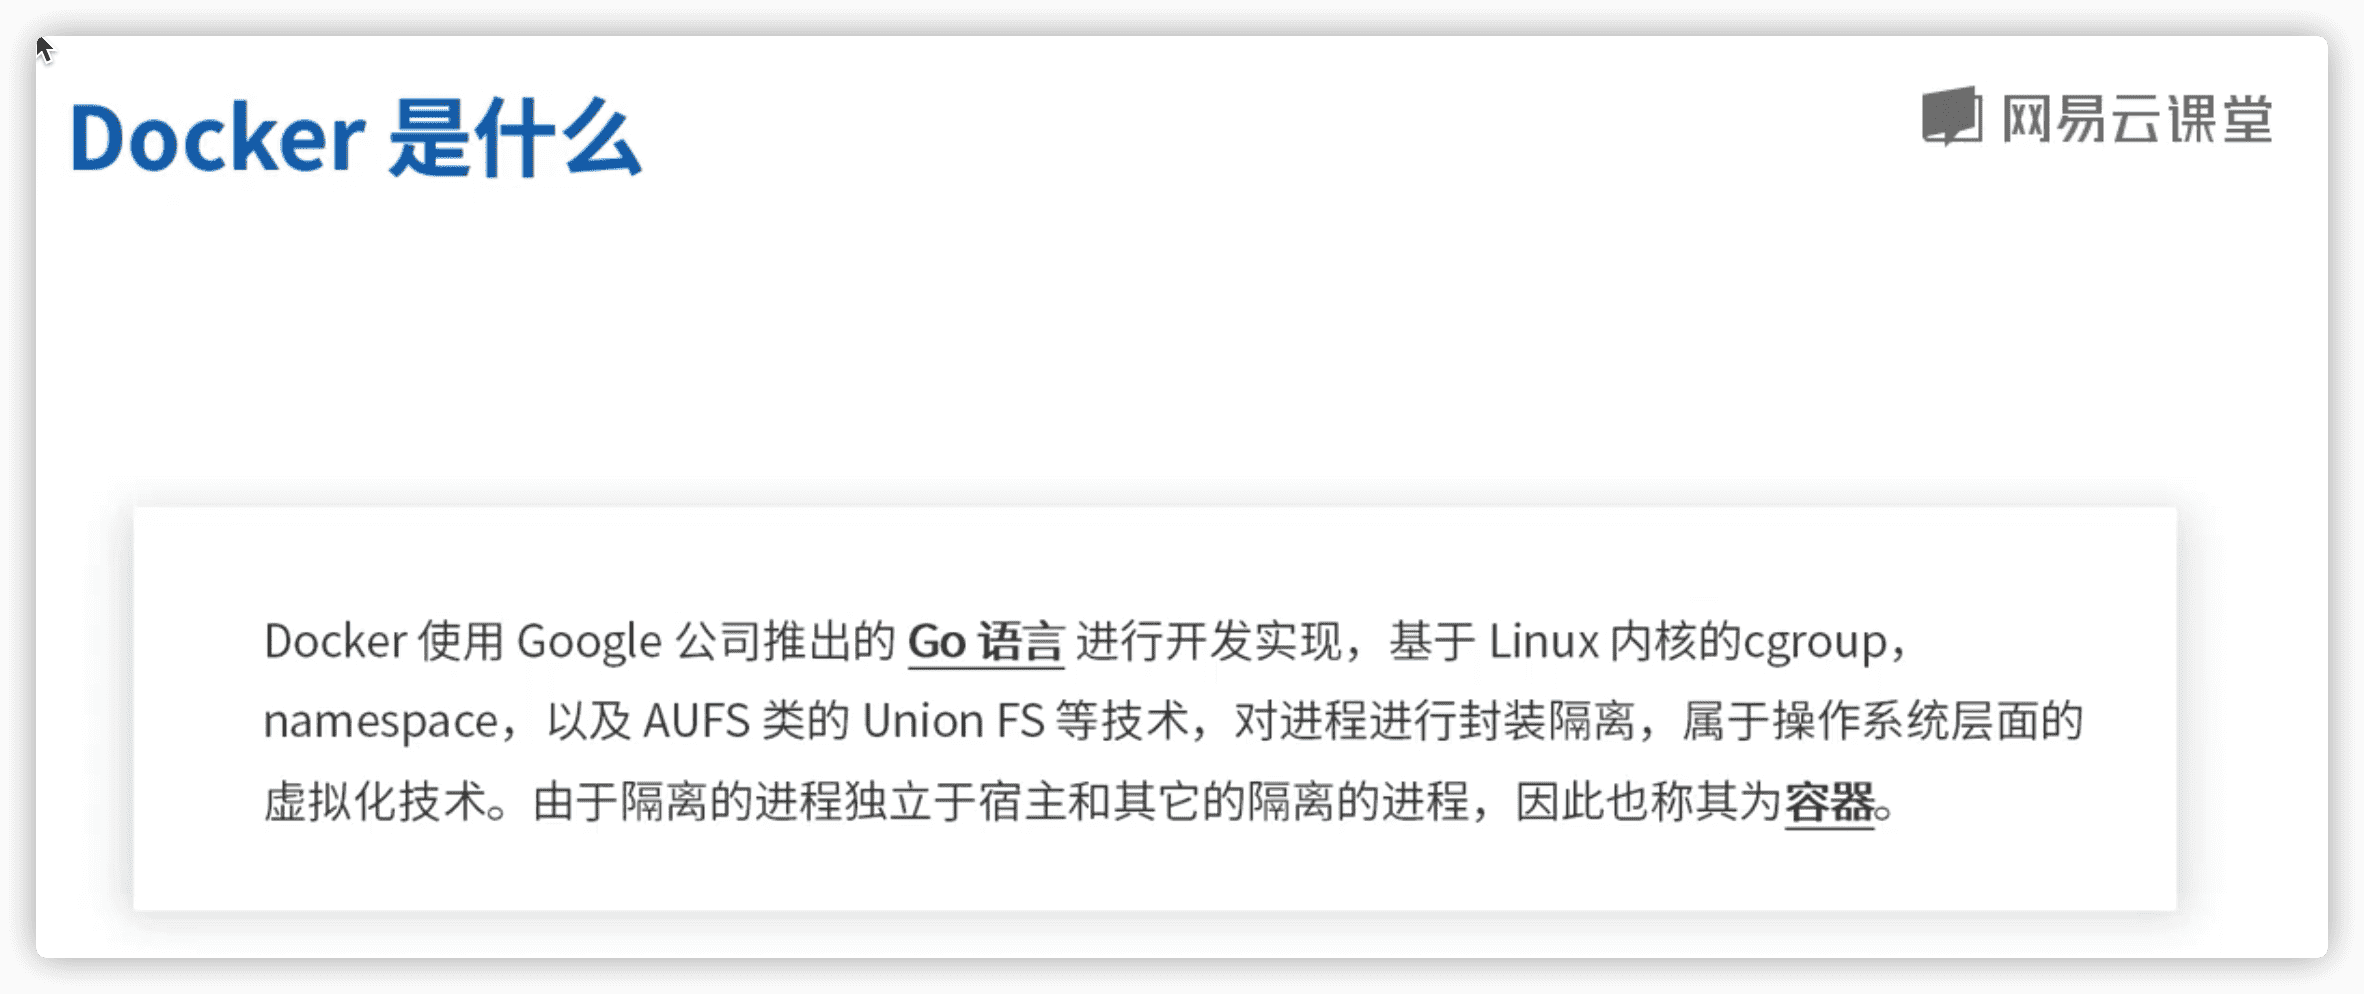 Docker 是什么
网易云课堂
Docker 使用 Google 公司推出的 Go 语言 进行开发实现，基于 Linux 内核的cgroup，
namespace，以及 AUFS 类的 Union FS 等技术，对进程进行封装隔离，属于操作系统层面的
虚拟化技术。由于隔离的进程独立于宿主和其它的隔离的进程，因此也称其为容器。